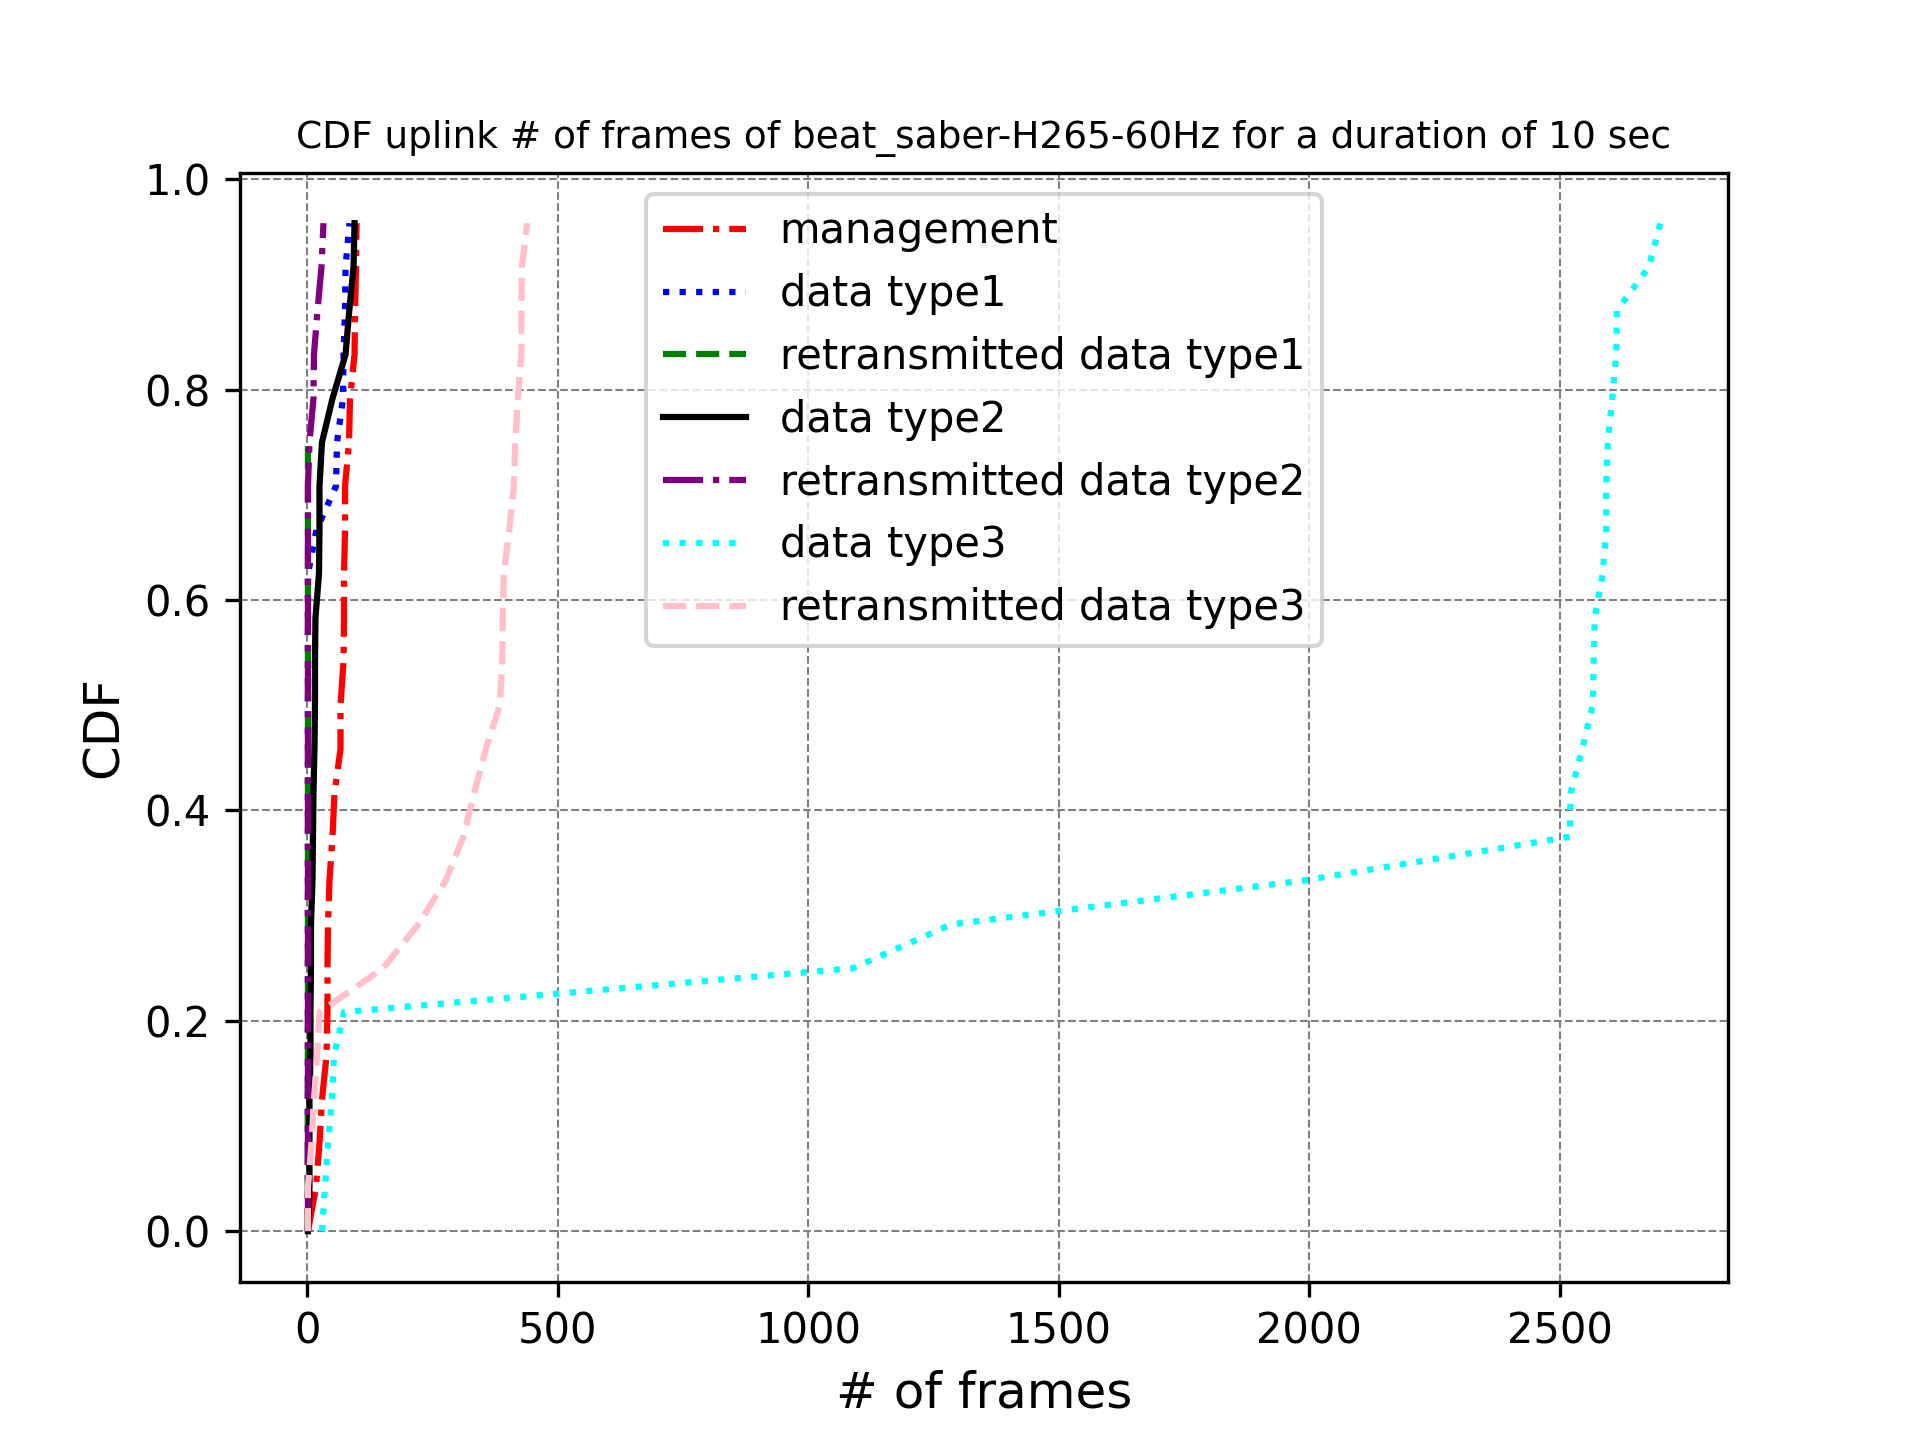 CDF uplink # of frames of beat_saber-H265-60Hz for a duration of 10 sec
1.0
0.8
0.6
0.4
0.2
0.0
CDF
management
data type1
retransmitted data type1
data type2
retransmitted data type2
data type3
retransmitted data type3
0 500 1000 1500 2000 2500
# of frames